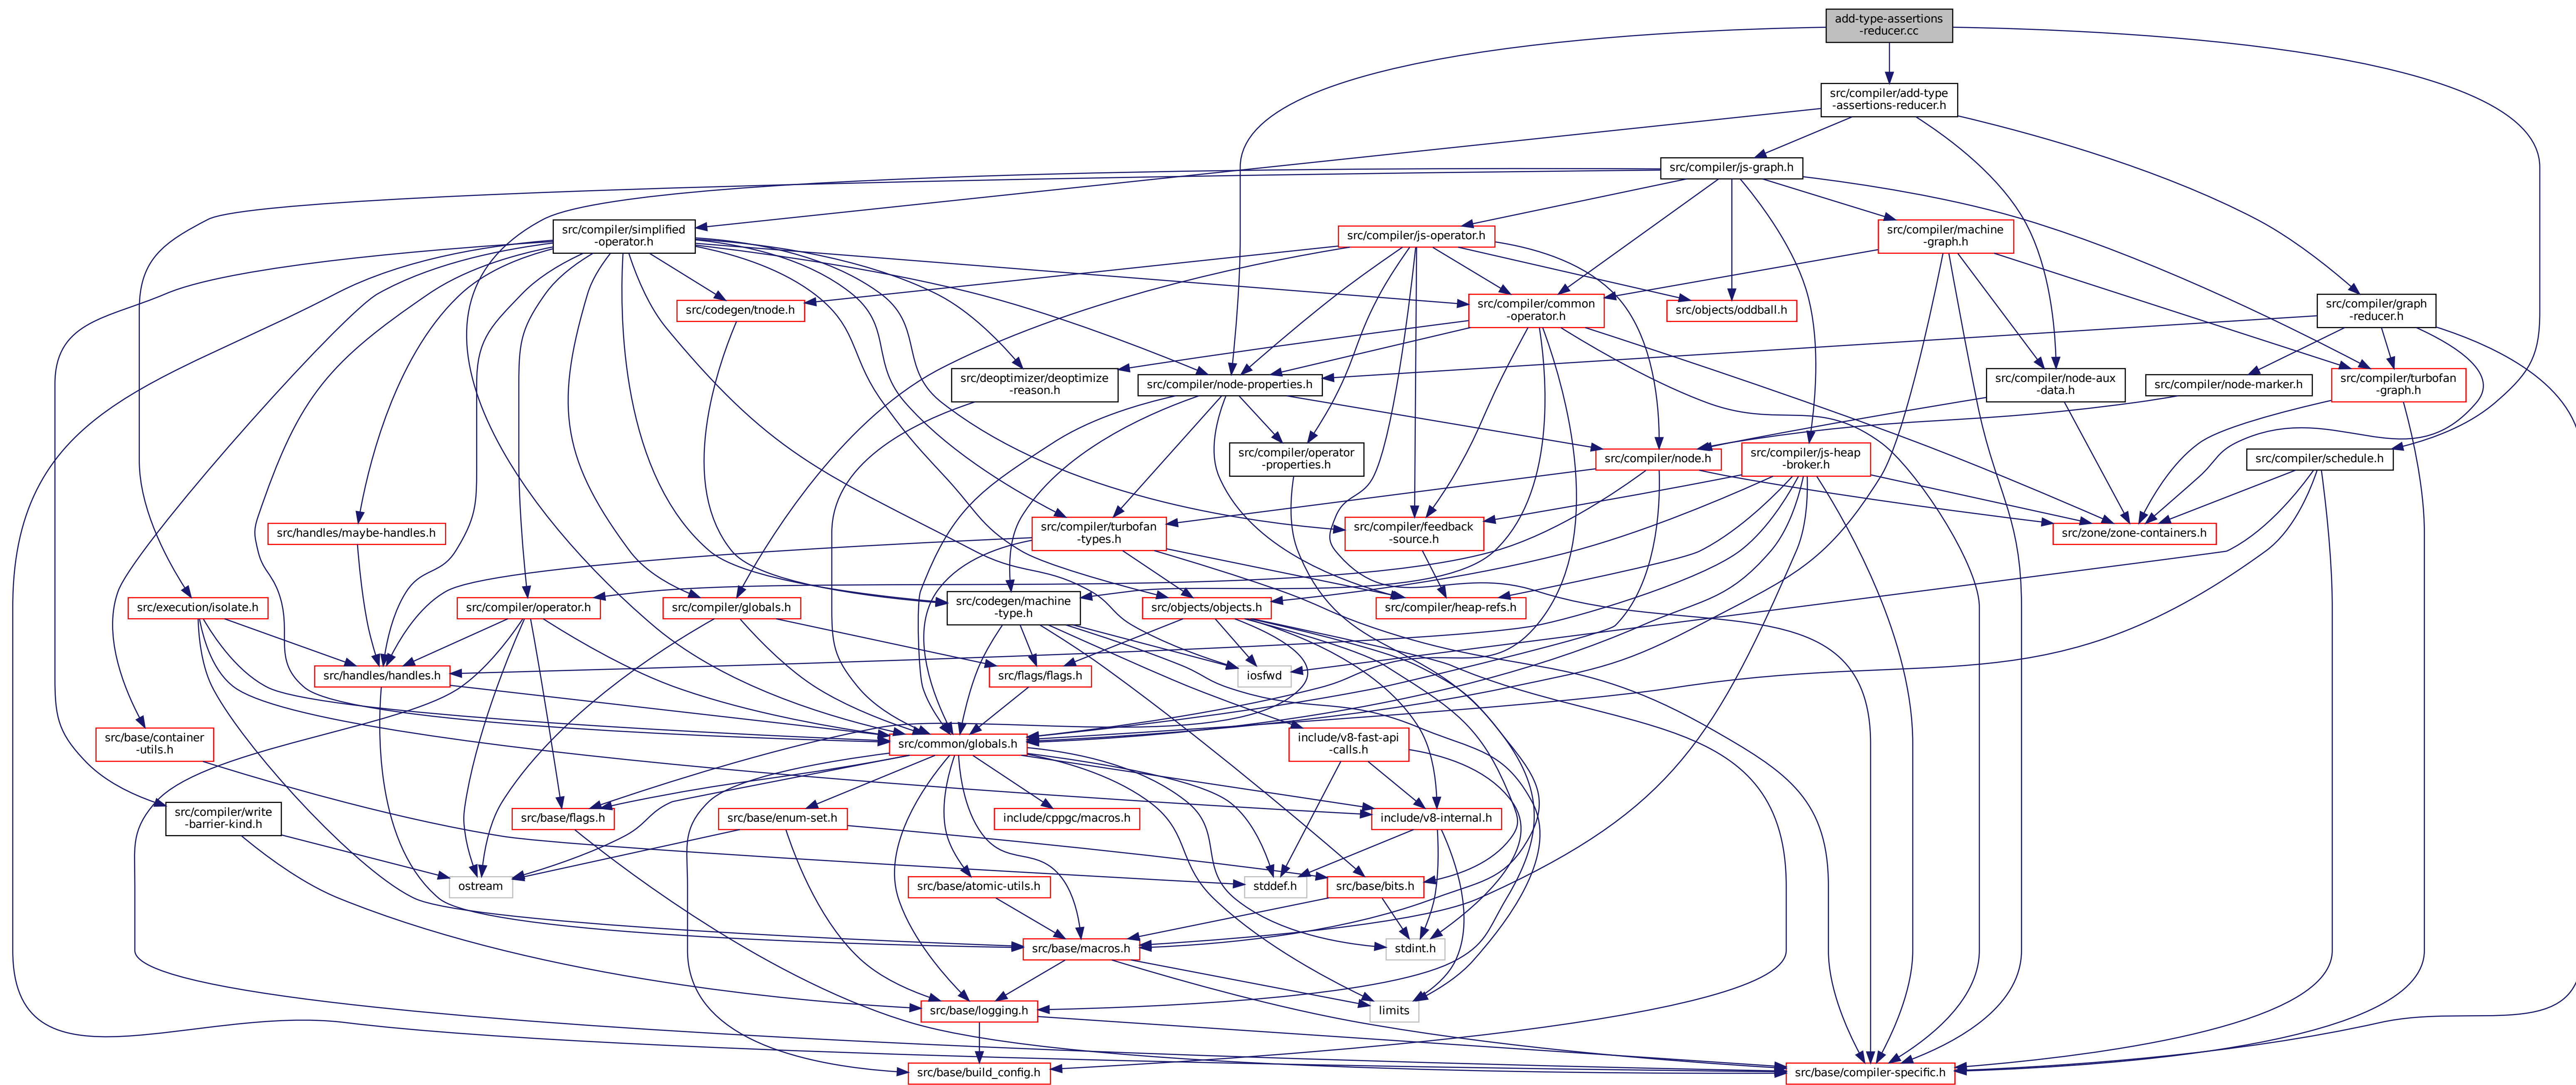 add-type-assertions
-reducer.cc
src/compiler/add-type
-assertions-reducer.h
src/compiler/js-graph.h
src/compiler/simplified
-operator.h
src/compiler/js-operator.h
src/compiler/machine
-graph.h
src/codegen/tnode.h
src/compiler/common
-operator.h
src/objects/oddball.h
src/compiler/graph
-reducer.h
src/deoptimizer/deoptimize
-reason.h
src/compiler/node-properties.h
src/compiler/node-aux
-data.h
src/compiler/node-marker.h
src/compiler/turbofan
-graph.h
src/compiler/operator
-properties.h
src/compiler/node.h
src/compiler/js-heap
-broker.h
src/compiler/schedule.h
src/handles/maybe-handles.h
src/compiler/turbofan
-types.h
src/compiler/feedback
-source.h
src/zone/zone-containers.h
src/execution/isolate.h
src/compiler/operator.h
src/compiler/globals.h
src/codegen/machine
-type.h
src/objects/objects.h
src/compiler/heap-refs.h
src/handles/handles.h
src/flags/flags.h
iosfwd
src/base/container
-utils.h
src/common/globals.h
include/v8-fast-api
-calls.h
src/compiler/write
-barrier-kind.h
src/base/flags.h
src/base/enum-set.h
include/cppgc/macros.h
include/v8-internal.h
ostream
src/base/atomic-utils.h
stddef.h
src/base/bits.h
src/base/macros.h
stdint.h
src/base/logging.h
limits
src/base/build_config.h
src/base/compiler-specific.h